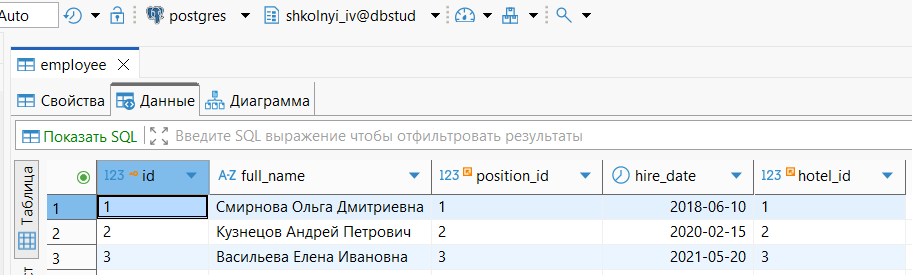 Auto postgres shkolnyi_iv@dbstud
employee
Свойства Данные Диаграмма
Показать SQL Введите SQL выражение чтобы отфильтровать результаты
Таблица
123 id A-Z full_name 123 position_id hire_date 123 hotel_id
1 1 Смирнова Ольга Дмитриевна 1 2018-06-10 1
2 2 Кузнецов Андрей Петрович 2 2020-02-15 2
3 3 Васильева Елена Ивановна 3 2021-05-20 3